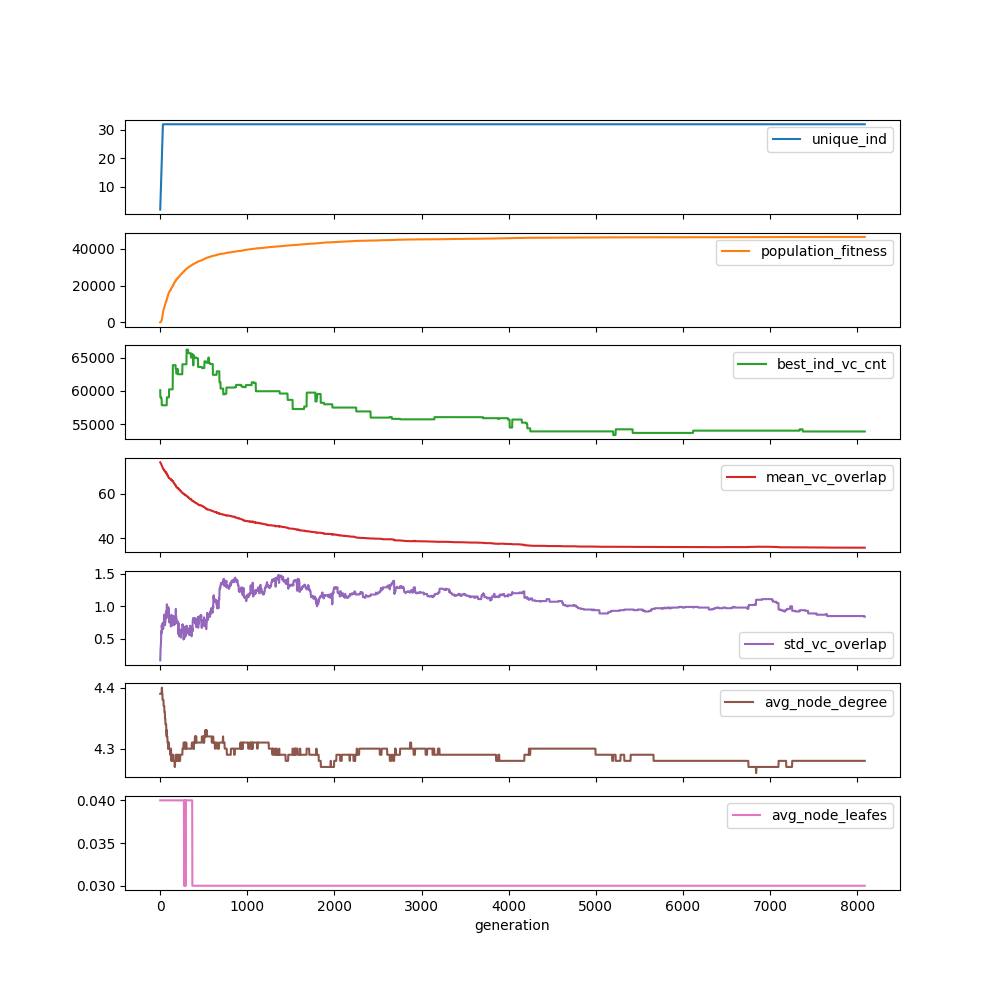 30
20
10
unique_ind
40000
20000
0
population_fitness
65000
60000
55000
best_ind_vc_cnt
60
40
mean_vc_overlap
1.5
1.0
0.5
std_vc_overlap
4.4
4.3
avg_node_degree
0.040
0.035
0.030
avg_node_leafes
0 1000 2000 3000 4000 5000 6000 7000 8000
generation